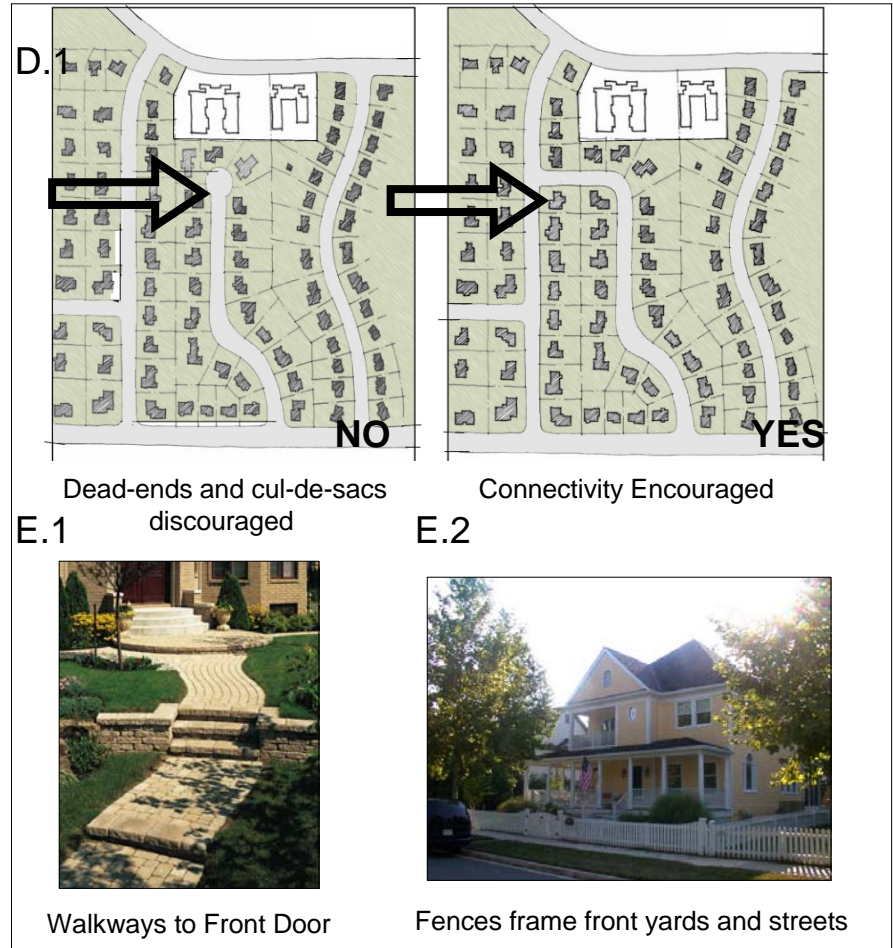 D.1
NO
YES
Dead-ends and cul-de-sacs
discouraged
Connectivity Encouraged
E.1
E.2
Walkways to Front Door
Fences frame front yards and streets